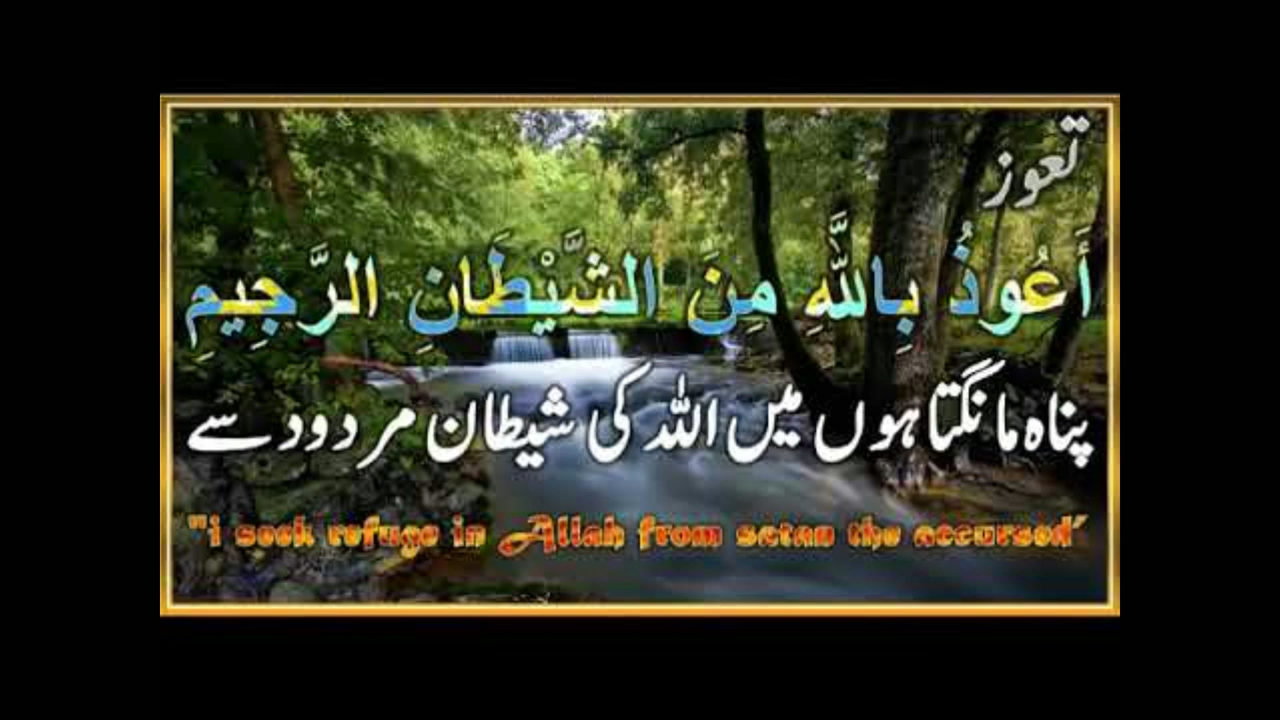 تعوز
أَعُوذُ بِاللَّهِ مِنَ الشَّيْطَانِ الرَّجِيمِ
پناہ مانگتا ہوں میں اللہ کی شیطان مردود سے
"i seek refuge in Allah from satan the accursed"